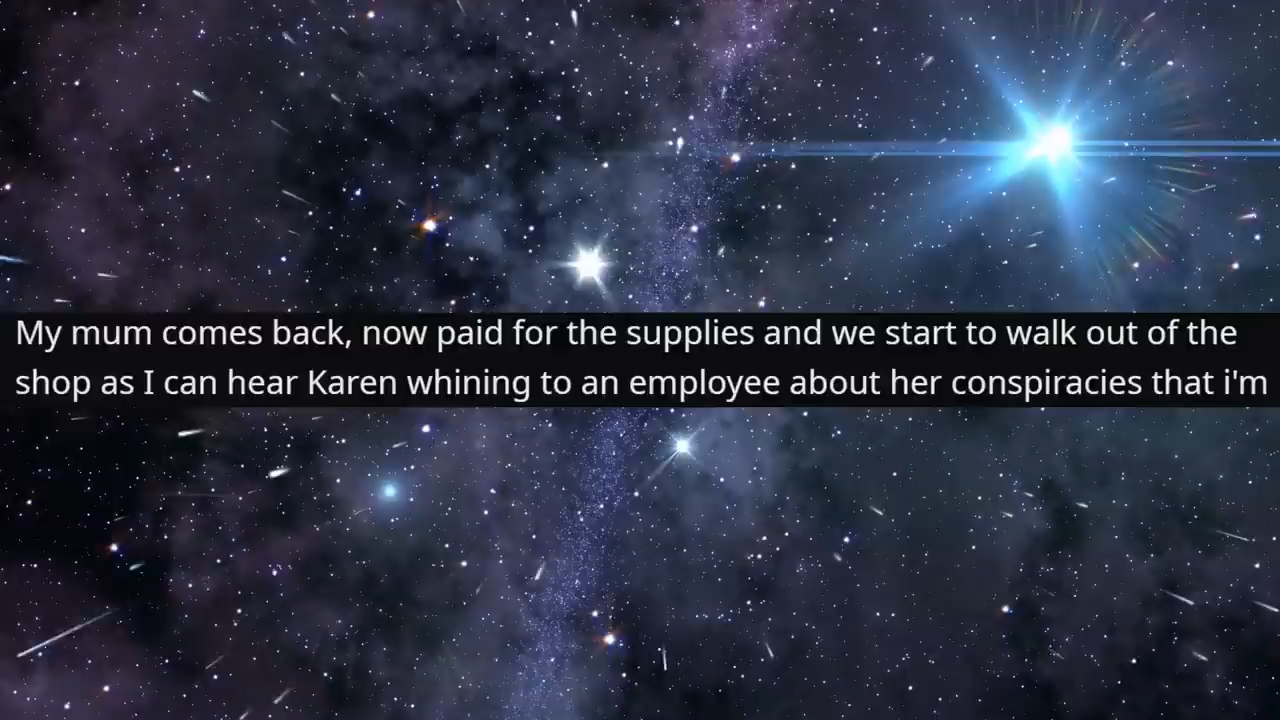 My mum comes back, now paid for the supplies and we start to walk out of the
shop as I can hear Karen whining to an employee about her conspiracies that i'm